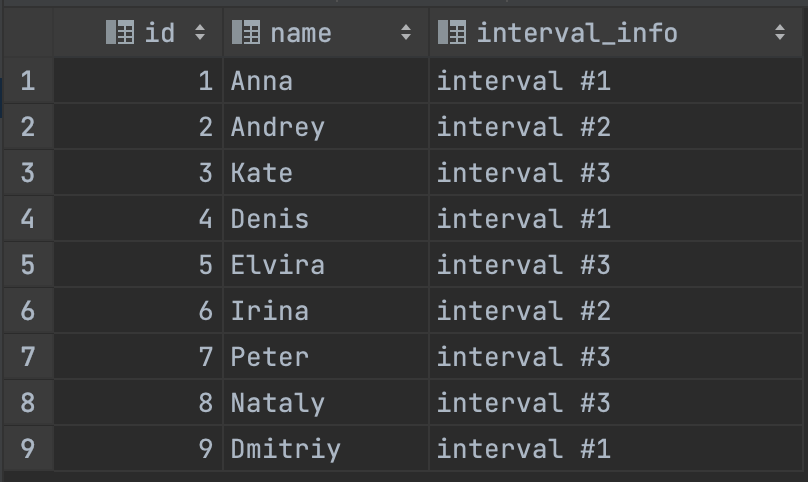 id name interval_info
1 1 Anna interval #1
2 2 Andrey interval #2
3 3 Kate interval #3
4 4 Denis interval #1
5 5 Elvira interval #3
6 6 Irina interval #2
7 7 Peter interval #3
8 8 Nataly interval #3
9 9 Dmitriy interval #1